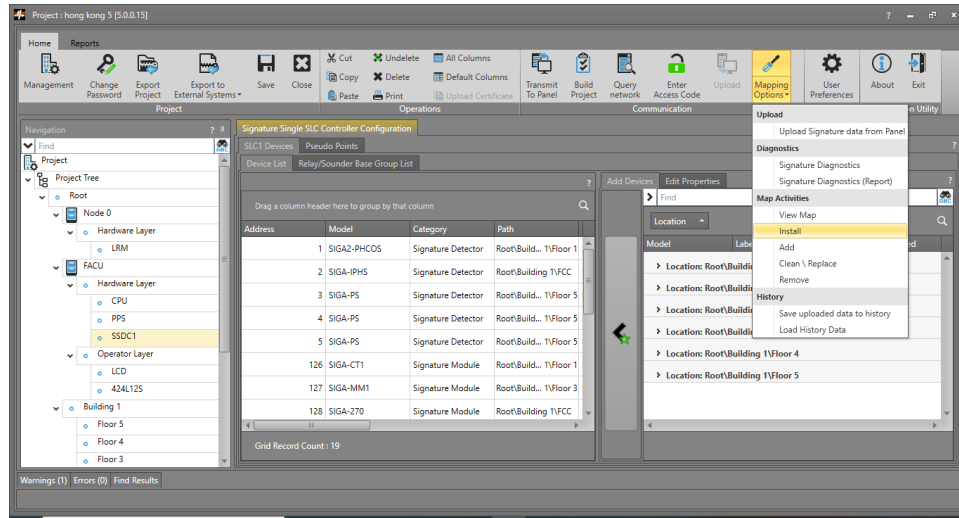 Project : hong kong 5 [5.0.0.15]
Home Reports
Management
Change Password
Export Project
Export to External Systems
Save
Close
Project
Cut
Copy
Paste
Undelete
Delete
Print
All Columns
Default Columns
Upload Certificate
Operations
Transmit To Panel
Build Project
Query network
Enter Access Code
Upload
Mapping Options
Communication
User Preferences
About
Exit
n Utility
Navigation
Find
ABC
Project
Project Tree
Root
Node 0
Hardware Layer
LRM
FACU
Hardware Layer
CPU
PPS
SSDC1
Operator Layer
LCD
424L12S
Building 1
Floor 5
Floor 4
Floor 3
Signature Single SLC Controller Configuration
SLC1 Devices Pseudo Points
Device List Relay/Sounder Base Group List
Drag a column header here to group by that column
Address Model Category Path
1 SIGA2-PHCOS Signature Detector Root\Build... 1\Floor 1
2 SIGA-IPHS Signature Detector Root\Building 1\FCC
3 SIGA-PS Signature Detector Root\Build... 1\Floor 5
4 SIGA-PS Signature Detector Root\Build... 1\Floor 5
5 SIGA-PS Signature Detector Root\Build... 1\Floor 5
126 SIGA-CT1 Signature Module Root\Build... 1\Floor 1
127 SIGA-MM1 Signature Module Root\Build... 1\Floor 3
128 SIGA-270 Signature Module Root\Building 1\FCC
Grid Record Count : 19
Add Devices Edit Properties
Find
ABC
Location
Model Labe ed
Location: Root\Buildi
Location: Root\Buildi
Location: Root\Buildi
Location: Root\Buildi
Location: Root\Building 1\Floor 4
Location: Root\Building 1\Floor 5
Upload
Upload Signature data from Panel
Diagnostics
Signature Diagnostics
Signature Diagnostics (Report)
Map Activities
View Map
Install
Add
Clean \ Replace
Remove
History
Save uploaded data to history
Load History Data
Warnings (1) Errors (0) Find Results